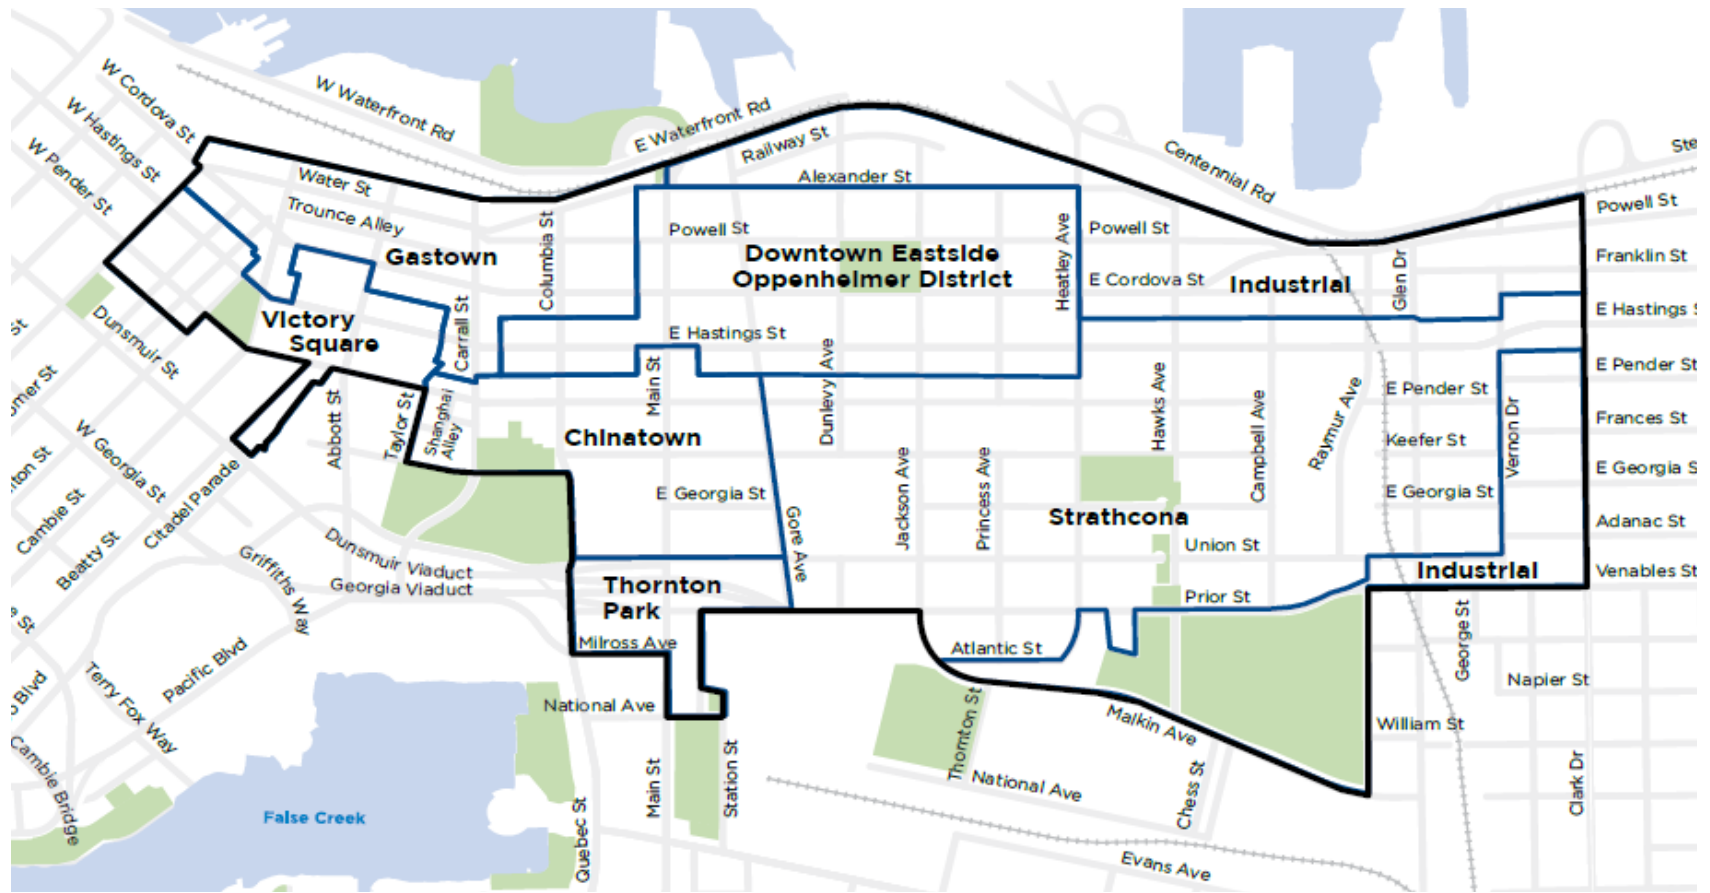 W Cordova St
W Waterfront Rd
E Waterfront Rd
Railway St
W Hastings St
W Pender St
Water St
Alexander St
Centennial Rd
Ste
Trounce Alley
Powell St
Powell St
Powell St
Gastown
Columbia St
Downtown Eastside
Oppenheimer District
Heatley Ave
E Cordova St
Industrial
Glen Dr
Franklin St
E Hastings S
Victory
Square
Carrall St
E Hastings St
Dunsmuir St
St
omer St
Main St
Dunlevy Ave
Hawks Ave
Raymur Ave
E Pender St
E Pender St
Abbott St
Taylor St
Shanghai
Alley
Chinatown
Campbell Ave
Keefer St
Vernon Dr
Frances St
W Georgia St
lton St
Cambie St
Beatty St
Citadel Parade
E Georgia St
Jackson Ave
Princess Ave
E Georgia St
E Georgia S
Strathcona
Gore Ave
Union St
Adanac St
Dunsmuir Viaduct
Georgia Viaduct
Griffiths Way
Thornton
Park
Industrial
Venables St
Prior St
e St
Milross Ave
Atlantic St
George St
Pacific Blvd
o Blvd
Terry Fox Way
National Ave
Napier St
Thornton St
Malkin Ave
William St
Cambie Bridge
Main St
Station St
National Ave
Chess St
Clark Dr
False Creek
Quebec St
Evans Ave